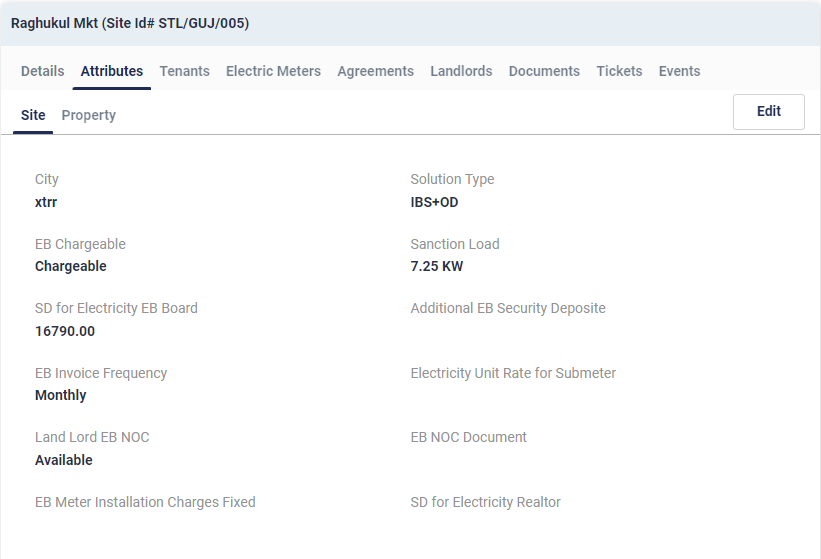 Raghukul Mkt (Site Id# STL/GUJ/005)
Details Attributes Tenants Electric Meters Agreements Landlords Documents Tickets Events
Site Property Edit
City Solution Type
xtrr IBS+OD
EB Chargeable Sanction Load
Chargeable 7.25 KW
SD for Electricity EB Board Additional EB Security Deposite
16790.00
EB Invoice Frequency Electricity Unit Rate for Submeter
Monthly
Land Lord EB NOC EB NOC Document
Available
EB Meter Installation Charges Fixed SD for Electricity Realtor